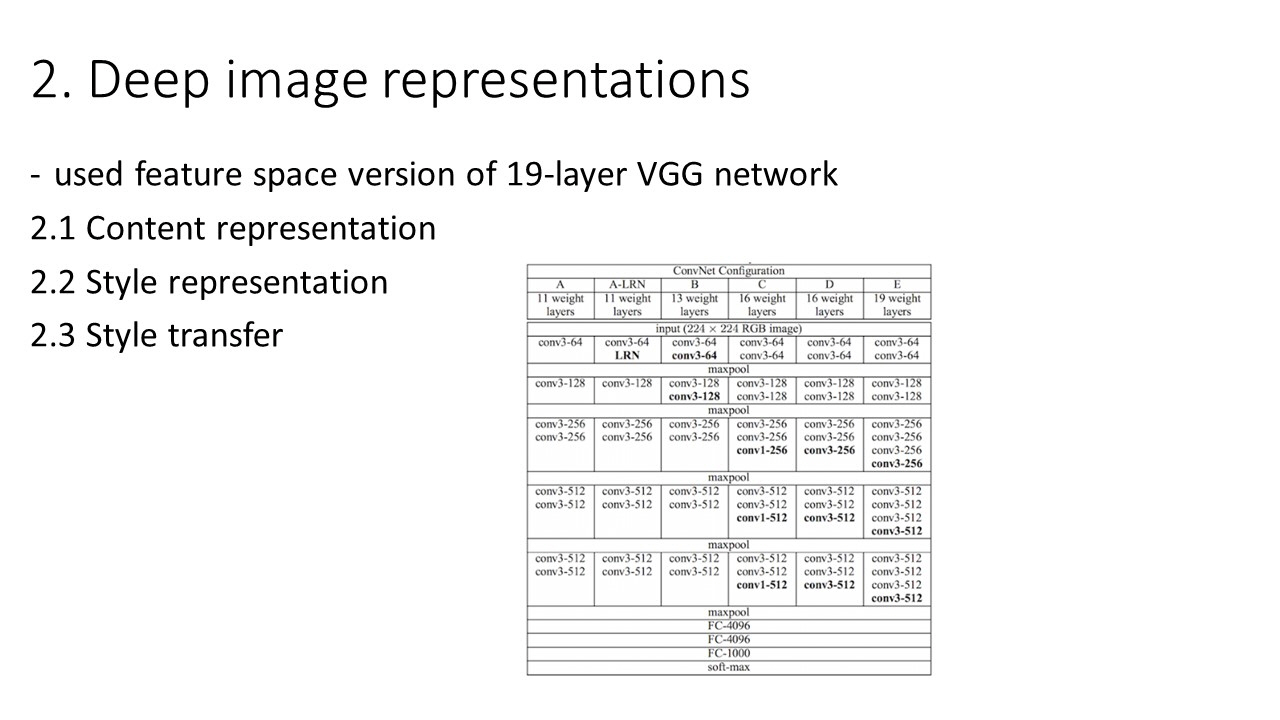 2. Deep image representations
- used feature space version of 19-layer VGG network
2.1 Content representation
2.2 Style representation
2.3 Style transfer
ConvNet Configuration
A A-LRN B C D E
11 weight 11 weight 13 weight 16 weight 16 weight 19 weight
layers layers layers layers layers layers
input (224 × 224 RGB image)
conv3-64 conv3-64 conv3-64 conv3-64 conv3-64 conv3-64
LRN conv3-64 conv3-64 conv3-64 conv3-64
maxpool
conv3-128 conv3-128 conv3-128 conv3-128 conv3-128 conv3-128
conv3-128 conv3-128 conv3-128 conv3-128
maxpool
conv3-256 conv3-256 conv3-256 conv3-256 conv3-256 conv3-256
conv3-256 conv3-256 conv3-256 conv3-256 conv3-256 conv3-256
conv1-256 conv3-256 conv3-256
conv3-256
maxpool
conv3-512 conv3-512 conv3-512 conv3-512 conv3-512 conv3-512
conv3-512 conv3-512 conv3-512 conv3-512 conv3-512 conv3-512
conv1-512 conv3-512 conv3-512
conv3-512
maxpool
conv3-512 conv3-512 conv3-512 conv3-512 conv3-512 conv3-512
conv3-512 conv3-512 conv3-512 conv3-512 conv3-512 conv3-512
conv1-512 conv3-512 conv3-512
conv3-512
maxpool
FC-4096
FC-4096
FC-1000
soft-max